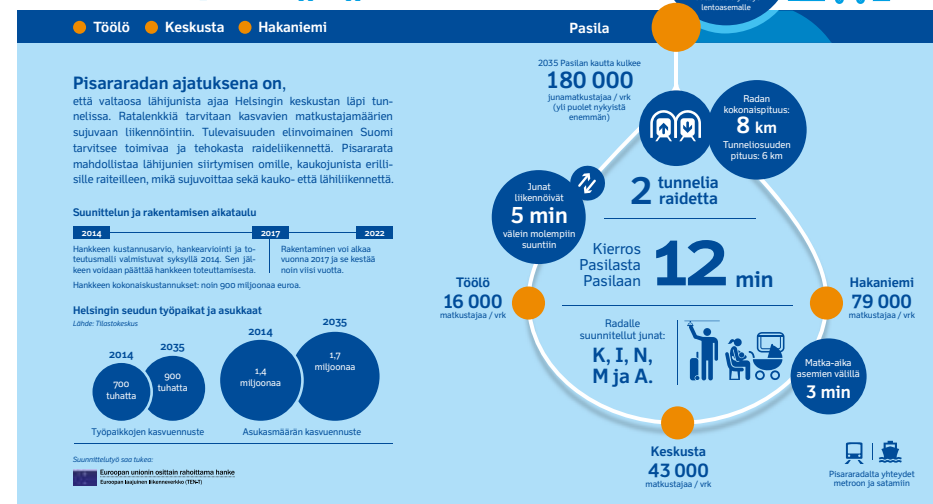 lentoasemalle
Töölö Keskusta Hakaniemi
Pasila
Pisararadan ajatuksena on,
että valtaosa lähijunista ajaa Helsingin keskustan läpi tun-
nelissa. Ratalenkkiä tarvitaan kasvavien matkustajamäärien
sujuvaan liikennöintiin. Tulevaisuuden elinvoimainen Suomi
tarvitsee toimivaa ja tehokasta raideliikennettä. Pisararata
mahdollistaa lähijunien siirtymisen omille, kaukojunista erilli-
sille raiteilleen, mikä sujuvoittaa sekä kauko- että lähiliikennettä.
Suunnittelun ja rakentamisen aikataulu
2014 2017 2022
Hankkeen kustannusarvio, hankearviointi ja to-
teutusmalli valmistuvat syksyllä 2014. Sen jäl-
keen voidaan päättää hankkeen toteuttamisesta.
Rakentaminen voi alkaa
vuonna 2017 ja se kestää
noin viisi vuotta.
Hankkeen kokonaiskustannukset: noin 900 miljoonaa euroa.
Helsingin seudun työpaikat ja asukkaat
Lähde: Tilastokeskus
2014
700
tuhatta
2035
900
tuhatta
Työpaikkojen kasvuennuste
2014
1,4
miljoonaa
2035
1,7
miljoonaa
Asukasmäärän kasvuennuste
Suunnittelutyö saa tukea:
Euroopan unionin osittain rahoittama hanke
Euroopan laajuinen liikenneverkko (TEN-T)
2035 Pasilan kautta kulkee
180 000
junamatkustajaa / vrk
(yli puolet nykyistä
enemmän)
Radan
kokonaispituus:
8 km
Tunneliosuuden
pituus: 6 km
Junat
liikennöivät
5 min
välein molempiin
suuntiin
2 tunnelia
raidetta
Kierros
Pasilasta
Pasilaan
12 min
Töölö
16 000
matkustajaa / vrk
Hakaniemi
79 000
matkustajaa / vrk
Radalle
suunnitellut junat:
K, I, N,
M ja A.
Matka-aika
asemien välillä
3 min
Keskusta
43 000
matkustajaa / vrk
Pisararadalta yhteydet
metroon ja satamiin